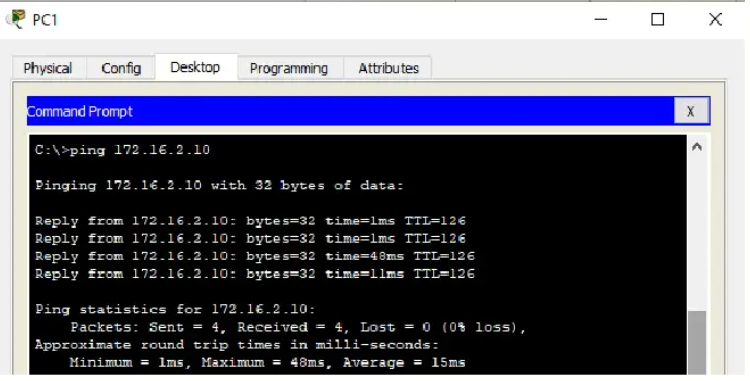 PC1
Physical Config Desktop Programming Attributes
Command Prompt X
C:\>ping 172.16.2.10
Pinging 172.16.2.10 with 32 bytes of data:
Reply from 172.16.2.10: bytes=32 time=1ms TTL=126
Reply from 172.16.2.10: bytes=32 time=1ms TTL=126
Reply from 172.16.2.10: bytes=32 time=48ms TTL=126
Reply from 172.16.2.10: bytes=32 time=11ms TTL=126
Ping statistics for 172.16.2.10:
Packets: Sent = 4, Received = 4, Lost = 0 (0% loss),
Approximate round trip times in milli-seconds:
Minimum = 1ms, Maximum = 48ms, Average = 15ms